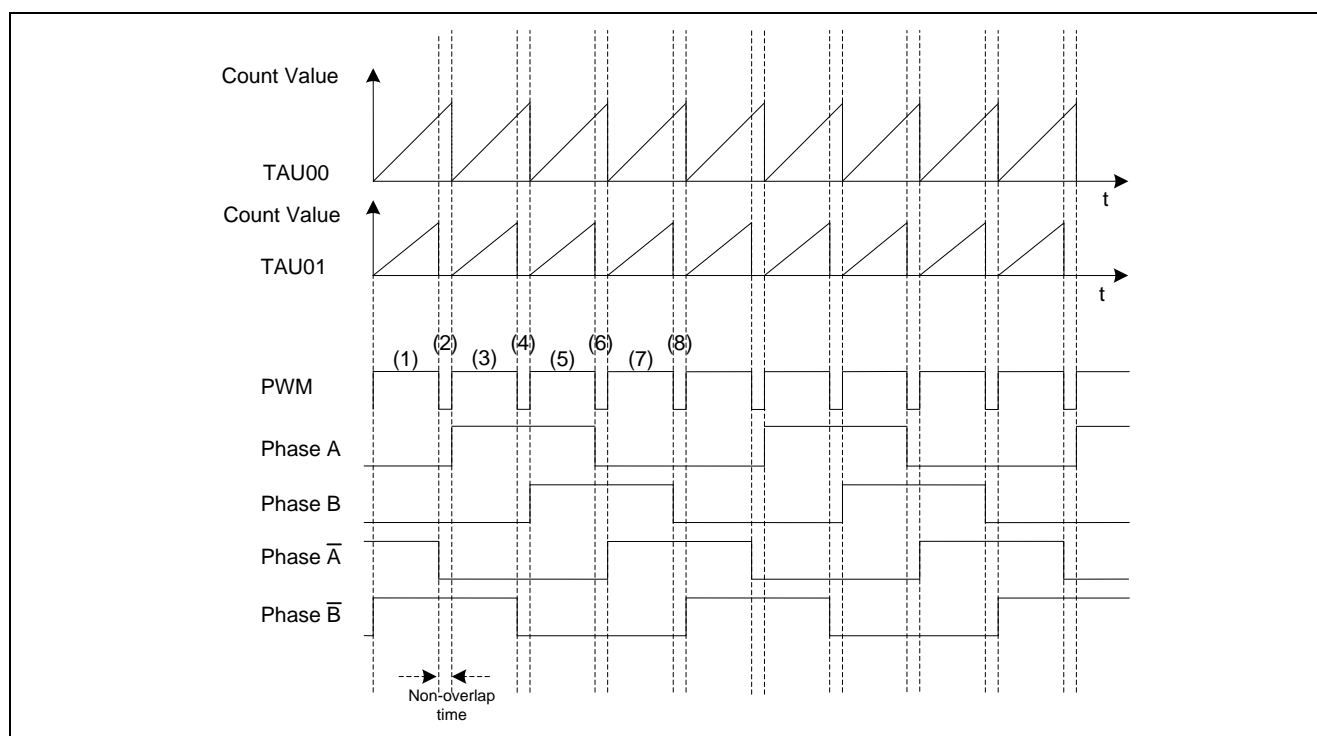 Count Value
TAU00
t
Count Value
TAU01
t
(1) (2) (3) (4) (5) (6) (7) (8)
PWM
Phase A
Phase B
Phase A̅
Phase B̅
Non-overlap
time